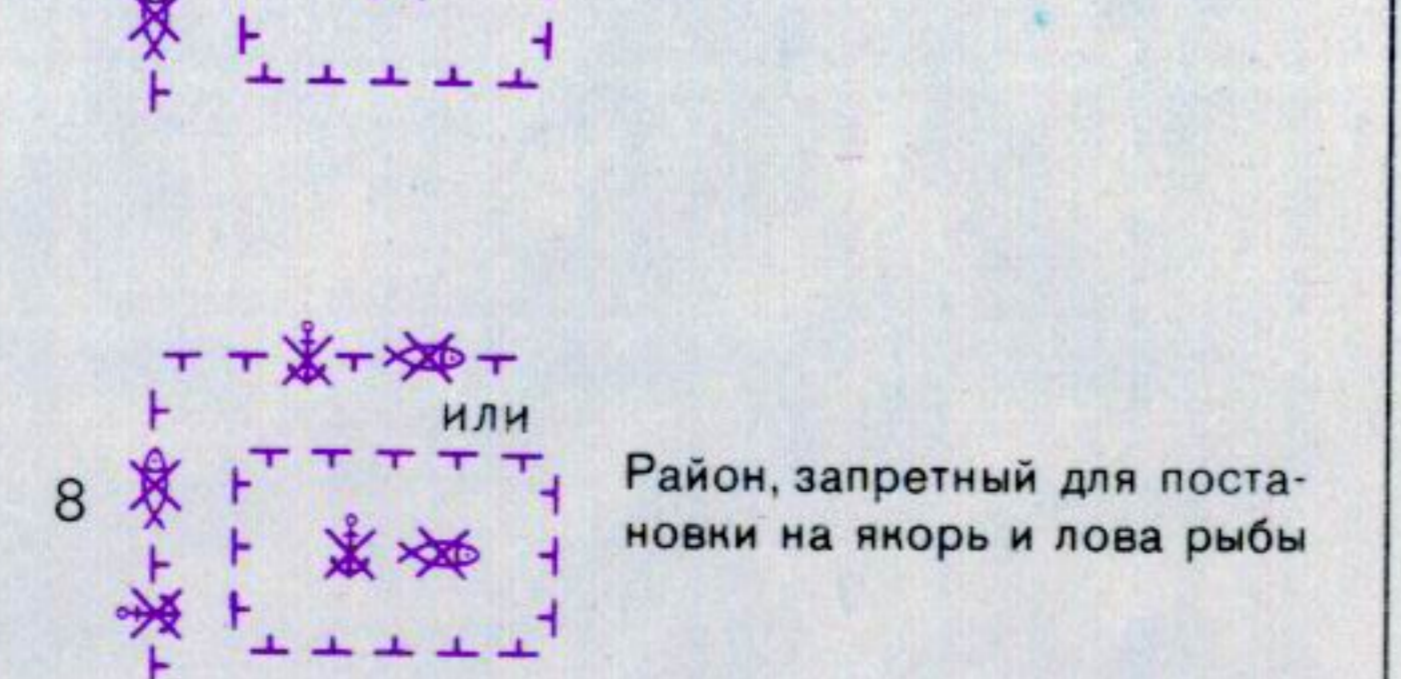 или
8
Район, запретный для поста-
новки на якорь и лова рыбы